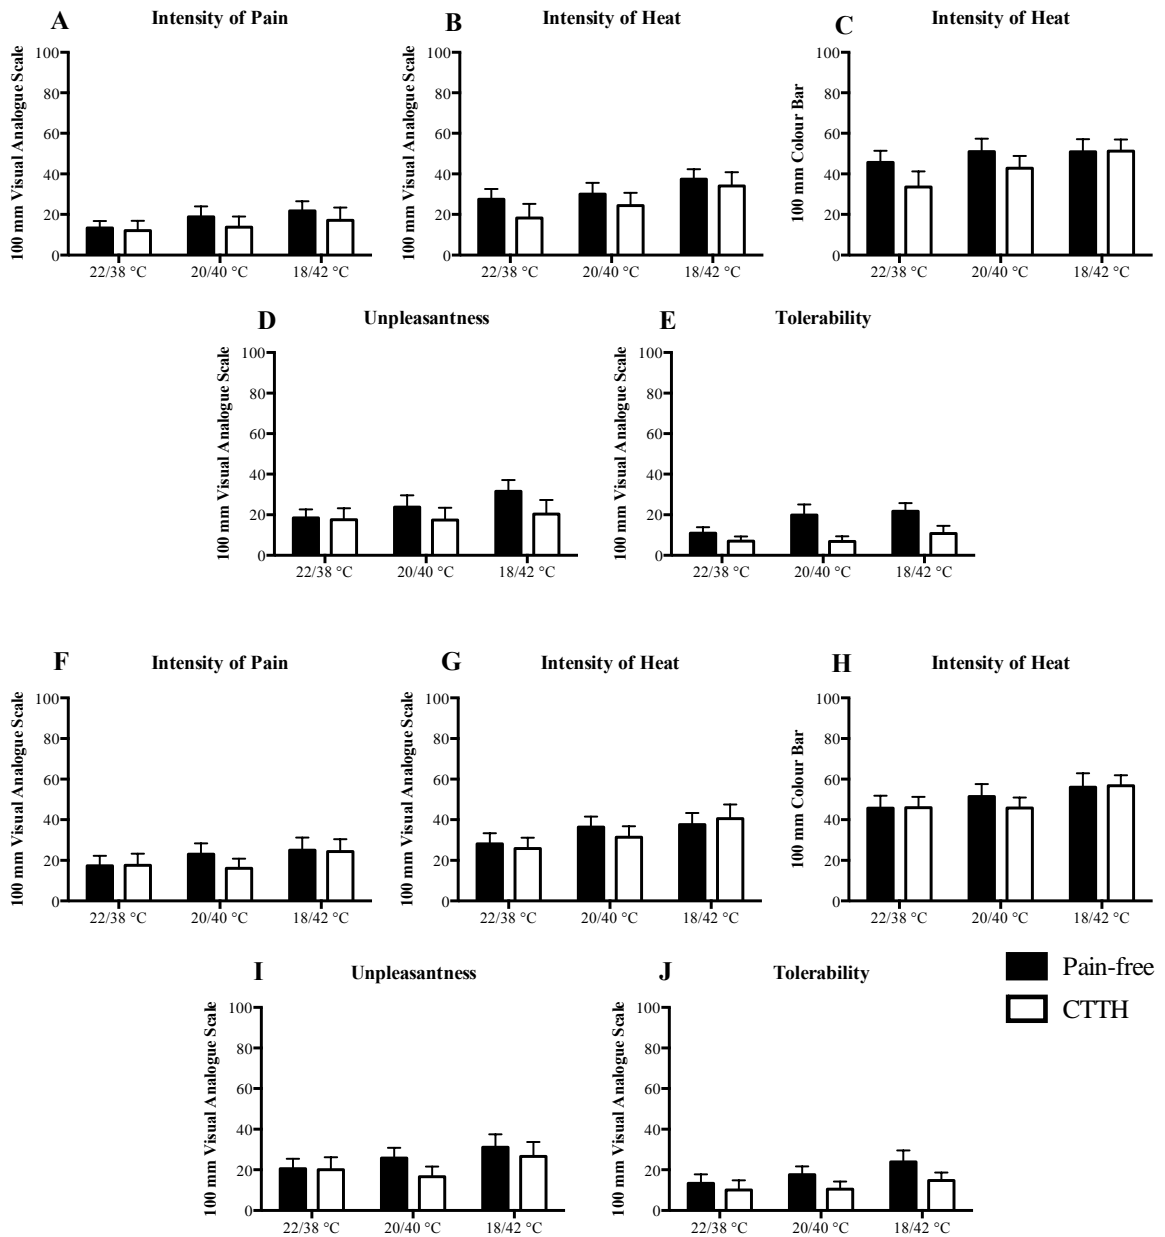 A
Intensity of Pain
100 mm Visual Analogue Scale
100
80
60
40
20
0
22/38 °C
20/40 °C
18/42 °C
B
Intensity of Heat
100 mm Visual Analogue Scale
100
80
60
40
20
0
22/38 °C
20/40 °C
18/42 °C
C
Intensity of Heat
100 mm Colour Bar
100
80
60
40
20
0
22/38 °C
20/40 °C
18/42 °C
D
Unpleasantness
100 mm Visual Analogue Scale
100
80
60
40
20
0
22/38 °C
20/40 °C
18/42 °C
E
Tolerability
100 mm Visual Analogue Scale
100
80
60
40
20
0
22/38 °C
20/40 °C
18/42 °C
F
Intensity of Pain
100 mm Visual Analogue Scale
100
80
60
40
20
0
22/38 °C
20/40 °C
18/42 °C
G
Intensity of Heat
100 mm Visual Analogue Scale
100
80
60
40
20
0
22/38 °C
20/40 °C
18/42 °C
H
Intensity of Heat
100 mm Colour Bar
100
80
60
40
20
0
22/38 °C
20/40 °C
18/42 °C
I
Unpleasantness
100 mm Visual Analogue Scale
100
80
60
40
20
0
22/38 °C
20/40 °C
18/42 °C
J
Tolerability
100 mm Visual Analogue Scale
100
80
60
40
20
0
22/38 °C
20/40 °C
18/42 °C
Pain-free
CTTH